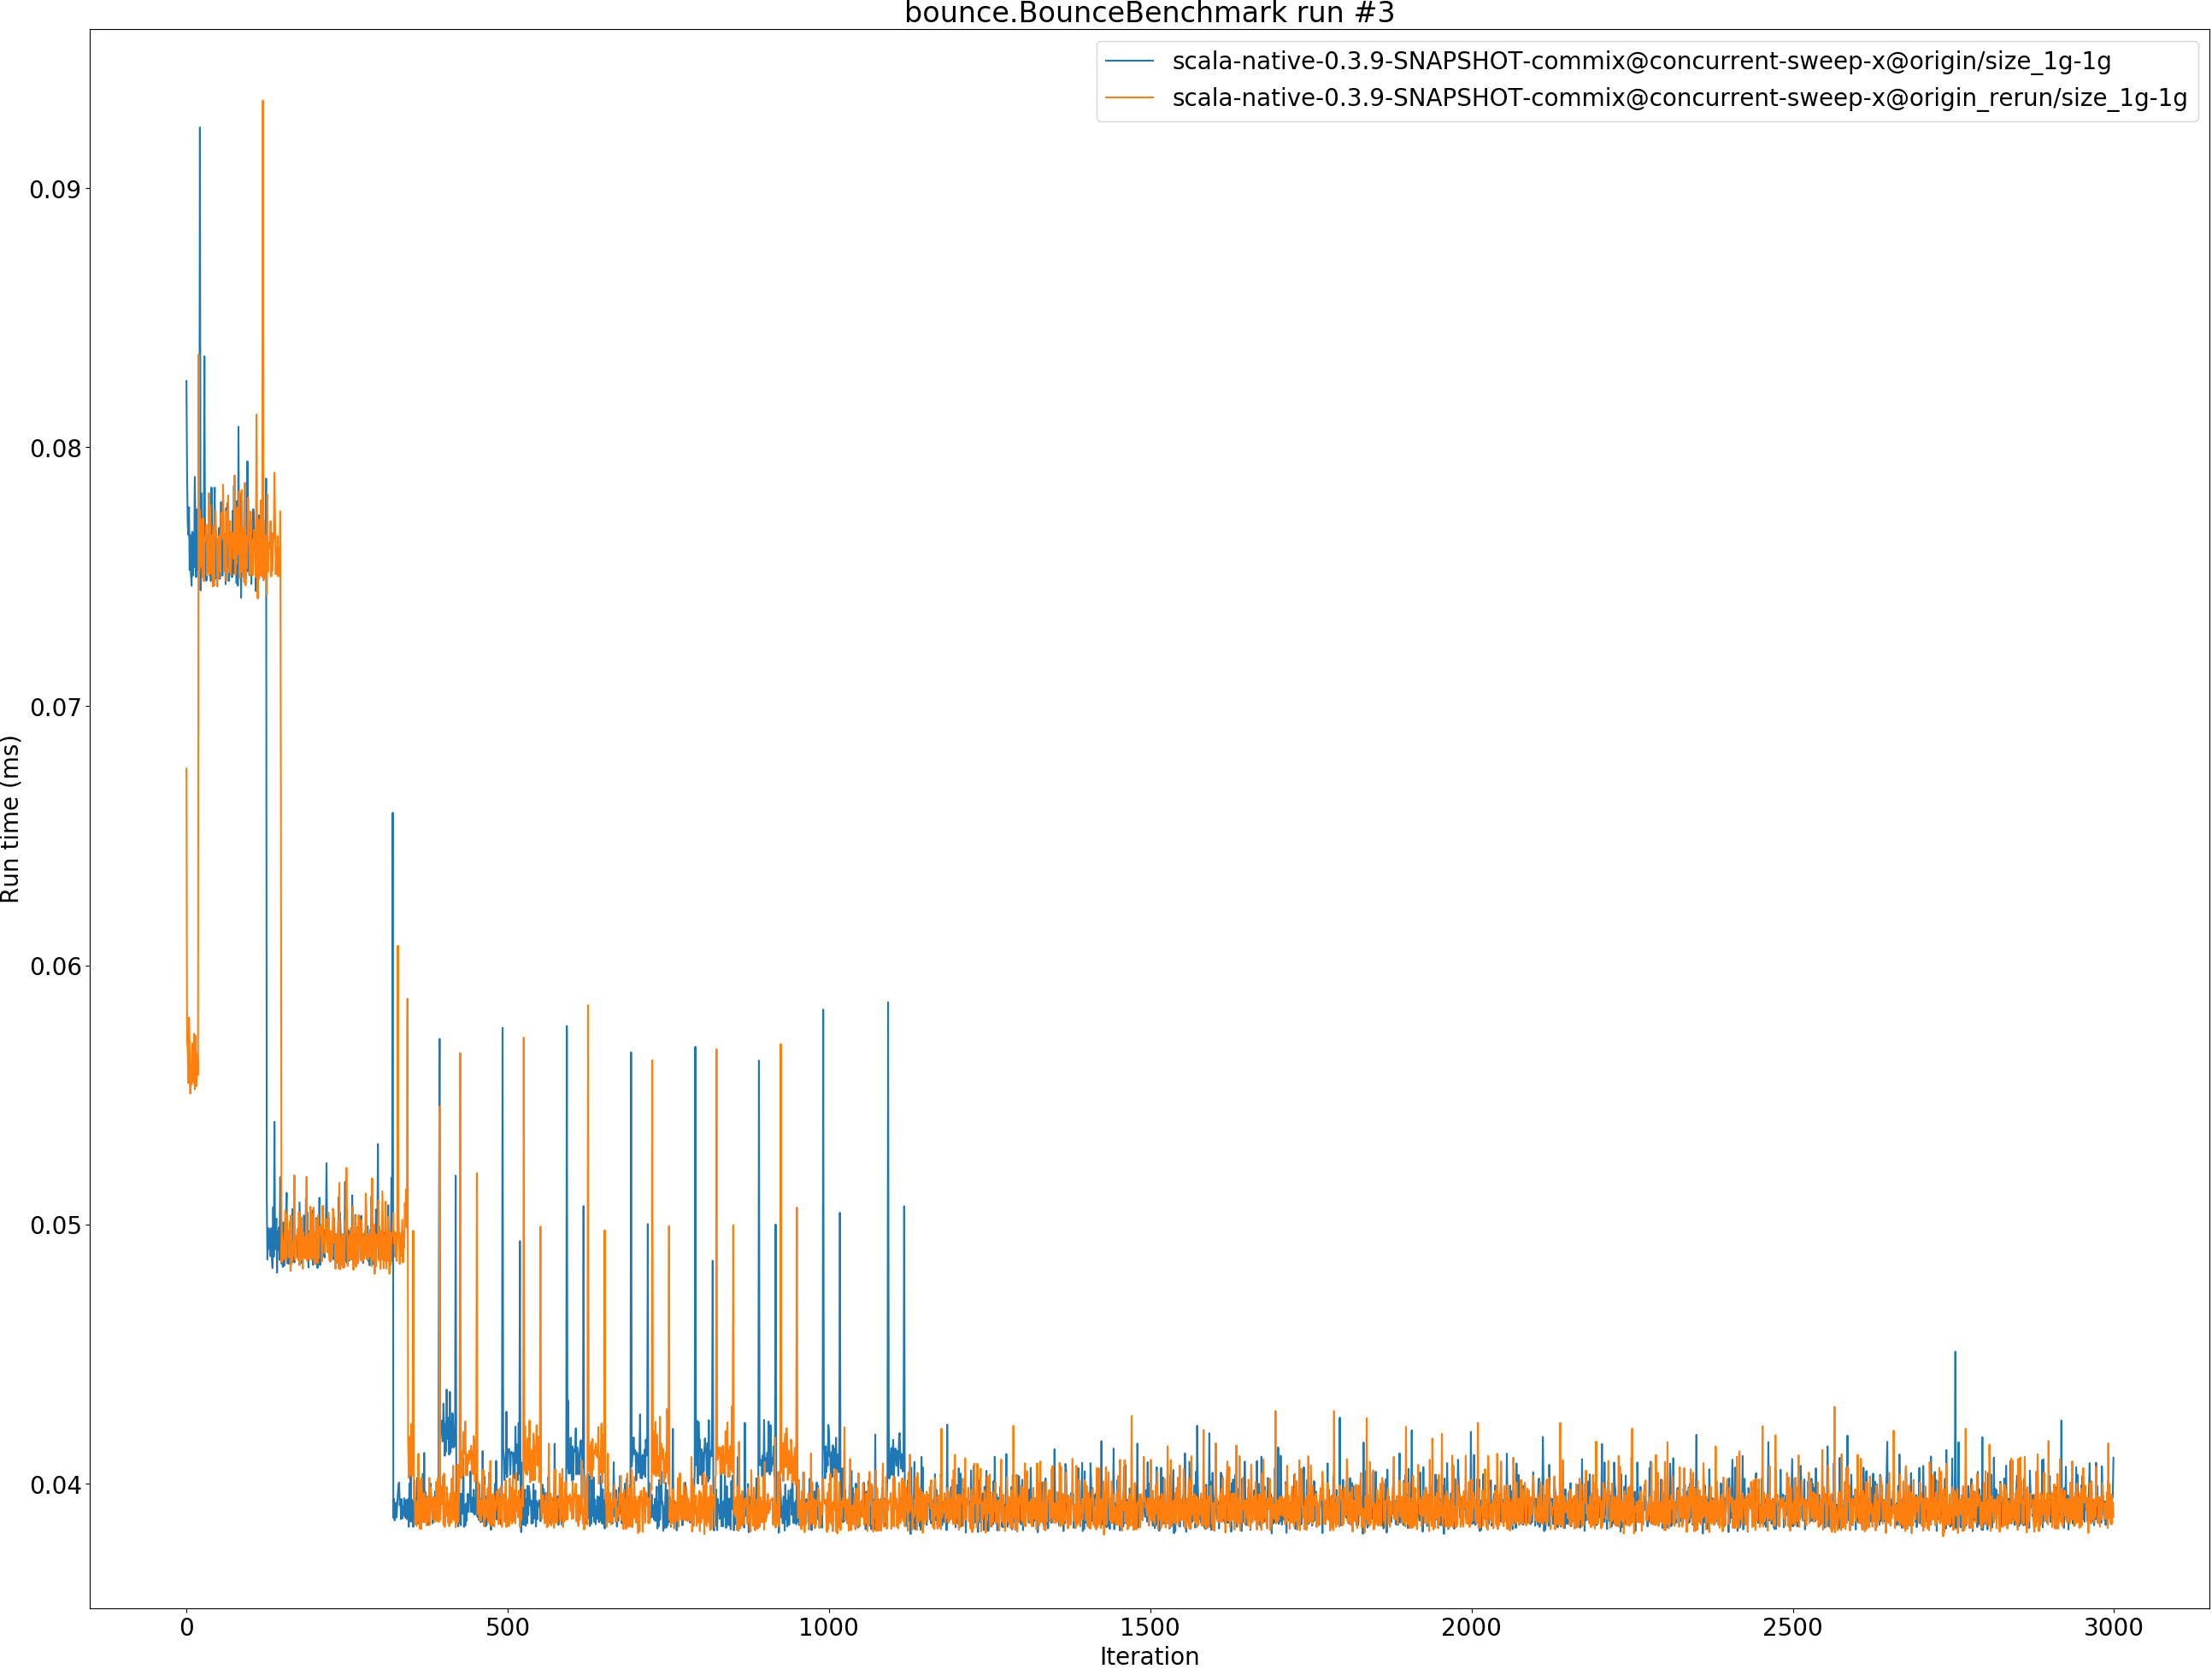 bounce.BounceBenchmark run #3
scala-native-0.3.9-SNAPSHOT-commix@concurrent-sweep-x@origin/size_1g-1g
scala-native-0.3.9-SNAPSHOT-commix@concurrent-sweep-x@origin_rerun/size_1g-1g
0.09
0.08
0.07
0.06
0.05
0.04
Run time (ms)
0 500 1000 1500 2000 2500 3000
Iteration